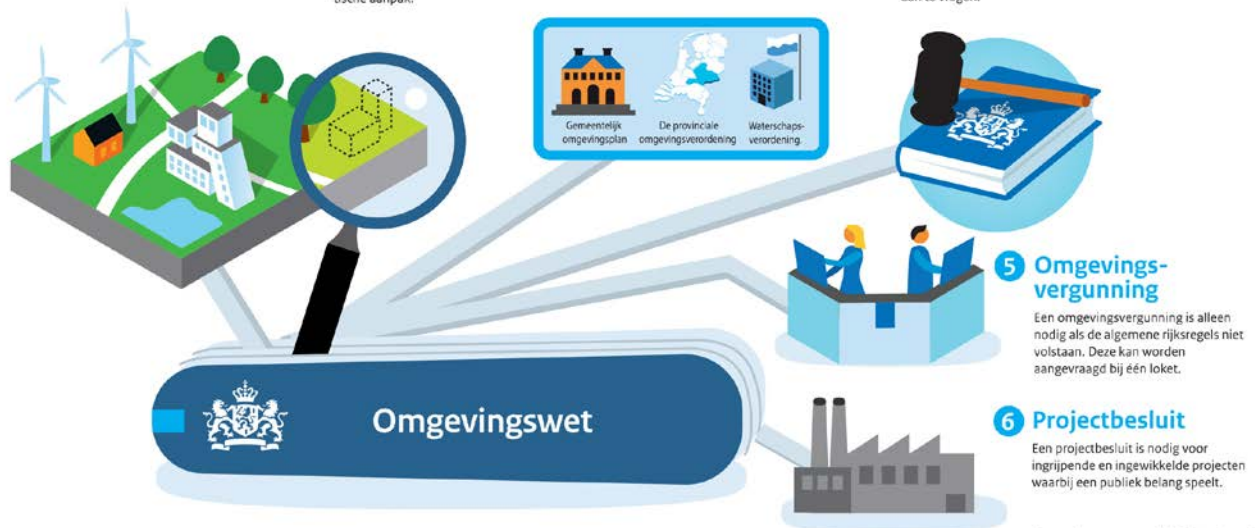 tische aanpak.
Gemeentelijk
omgevingsplan
De provinciale
omgevingsverordening
Waterschaps-
verordening.
5 Omgevings-
vergunning
Een omgevingsvergunning is alleen
nodig als de algemene rijksregels niet
volstaan. Deze kan worden
aangevraagd bij één loket.
Omgevingswet
6 Projectbesluit
Een projectbesluit is nodig voor
ingrijpende en ingewikkelde projecten
waarbij een publiek belang speelt.